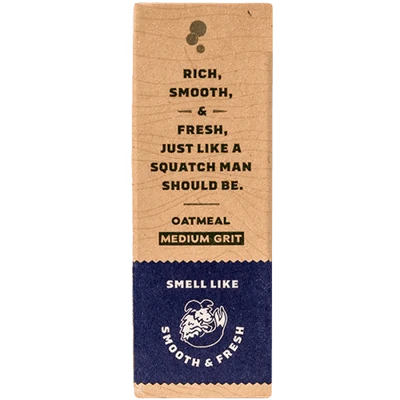 RICH,
SMOOTH,
&
FRESH,
JUST LIKE A
SQUATCH MAN
SHOULD BE.
OATMEAL
MEDIUM GRIT
SMELL LIKE
SMOOTH & FRESH